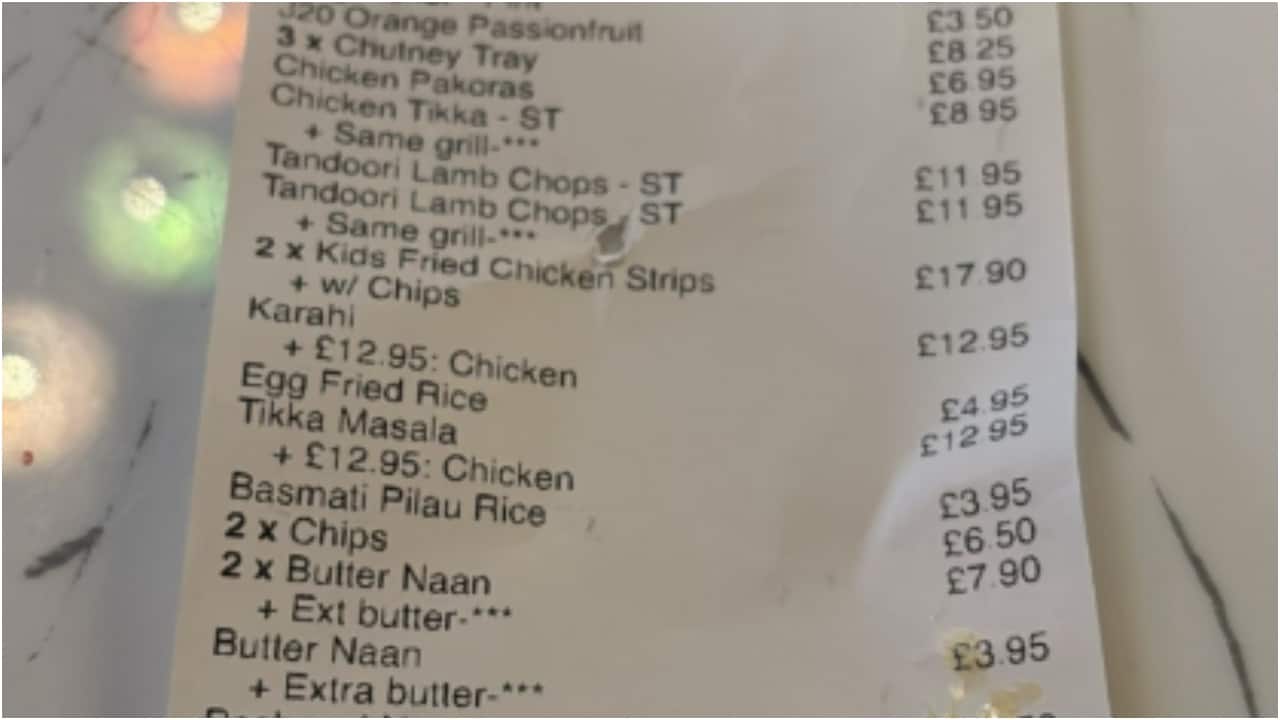 J20 Orange Passionfruit £3.50
3 x Chutney Tray £8.25
Chicken Pakoras £6.95
Chicken Tikka - ST £8.95
+ Same grill-***
Tandoori Lamb Chops - ST £11.95
Tandoori Lamb Chops - ST £11.95
+ Same grill-***
2 x Kids Fried Chicken Strips £17.90
+ w/ Chips
Karahi £12.95
+ £12.95: Chicken
Egg Fried Rice £4.95
Tikka Masala £12.95
+ £12.95: Chicken
Basmati Pilau Rice £3.95
2 x Chips £6.50
2 x Butter Naan £7.90
+ Ext butter-***
Butter Naan £3.95
+ Extra butter-***